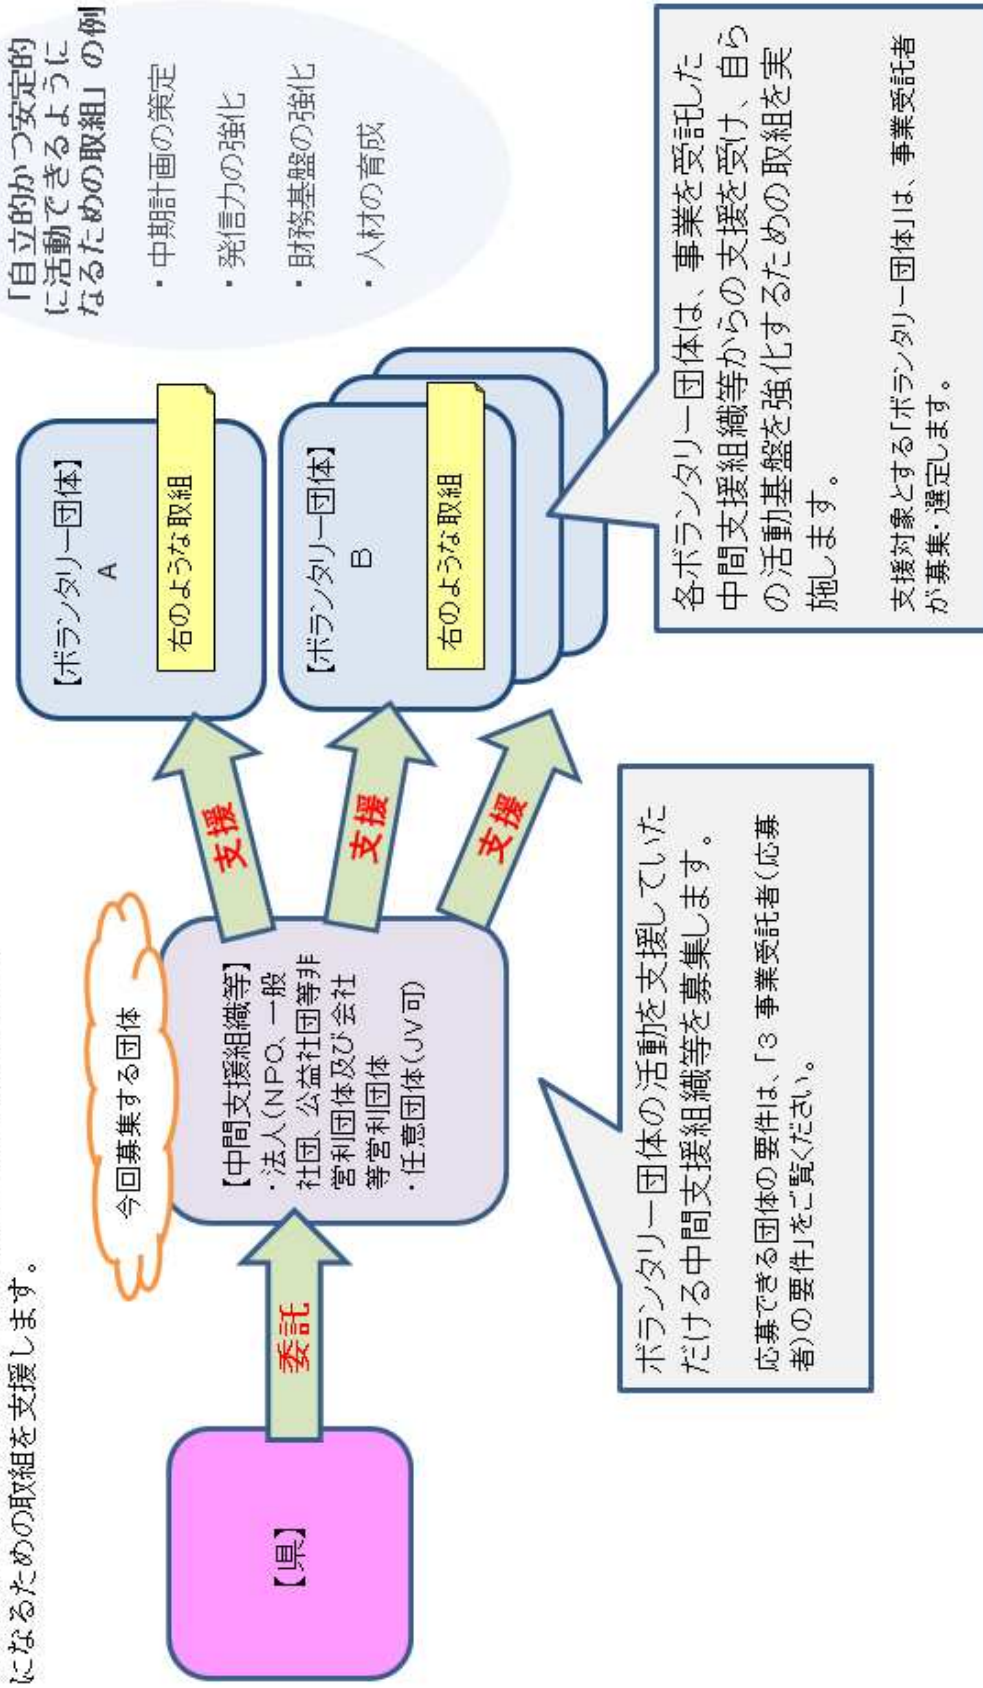 になるための取組を支援します。
今回募集する団体
【県】
委託
【中間支援組織等】
・法人(NPO、一般
社団、公益社団等非
営利団体及び会社
等営利団体
・任意団体(JV可)
支援
支援
支援
【ボランタリー団体】
A
右のような取組
【ボランタリー団体】
B
右のような取組
「自立的かつ安定的
に活動できるように
なるための取組」の例
・中期計画の策定
・発信力の強化
・財務基盤の強化
・人材の育成
ボランタリー団体の活動を支援していた
だける中間支援組織等を募集します。
応募できる団体の要件は、「3 事業受託者(応募
者)の要件」をご覧ください。
各ボランタリー団体は、事業を受託した
中間支援組織等からの支援を受け、自ら
の活動基盤を強化するための取組を実
施します。
支援対象とする「ボランタリー団体」は、事業受託者
が募集・選定します。